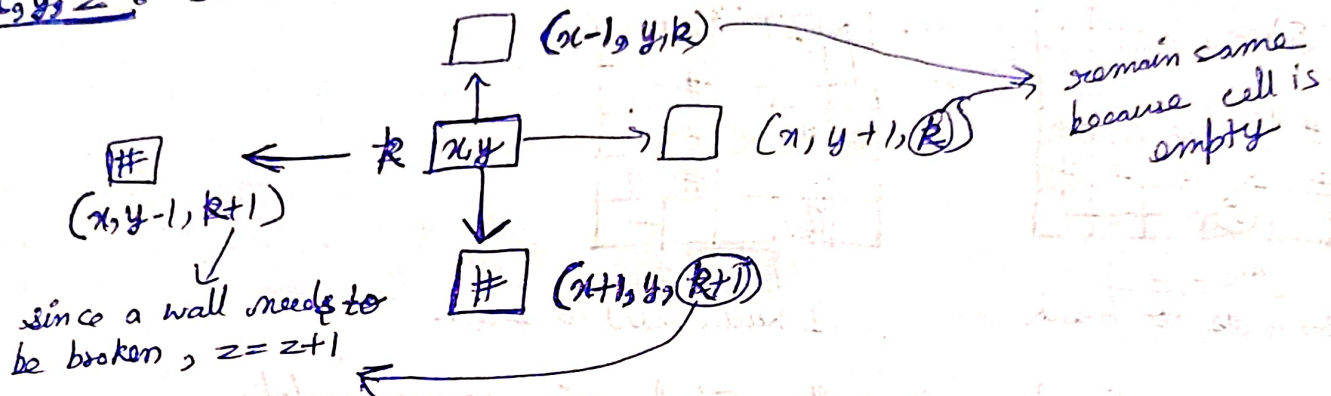 x,y,z
(x-1, y, k)
remain same
because cell is
empty
#
k
x,y
(x, y+1, k)
(x, y-1, k+1)
#
(x+1, y, k+1)
since a wall needs to
be broken, z = z+1